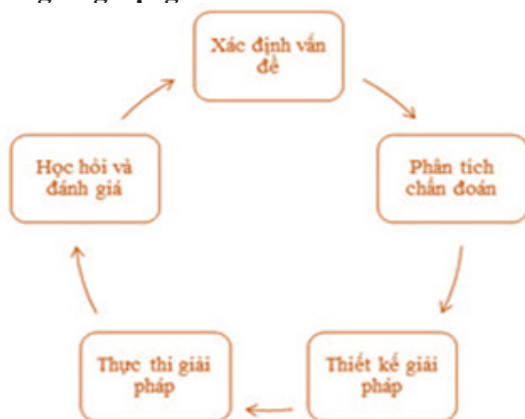 Xác định vấn
đề
Phân tích
chẩn đoán
Thiết kế giải
pháp
Thực thi giải
pháp
Học hỏi và
đánh giá